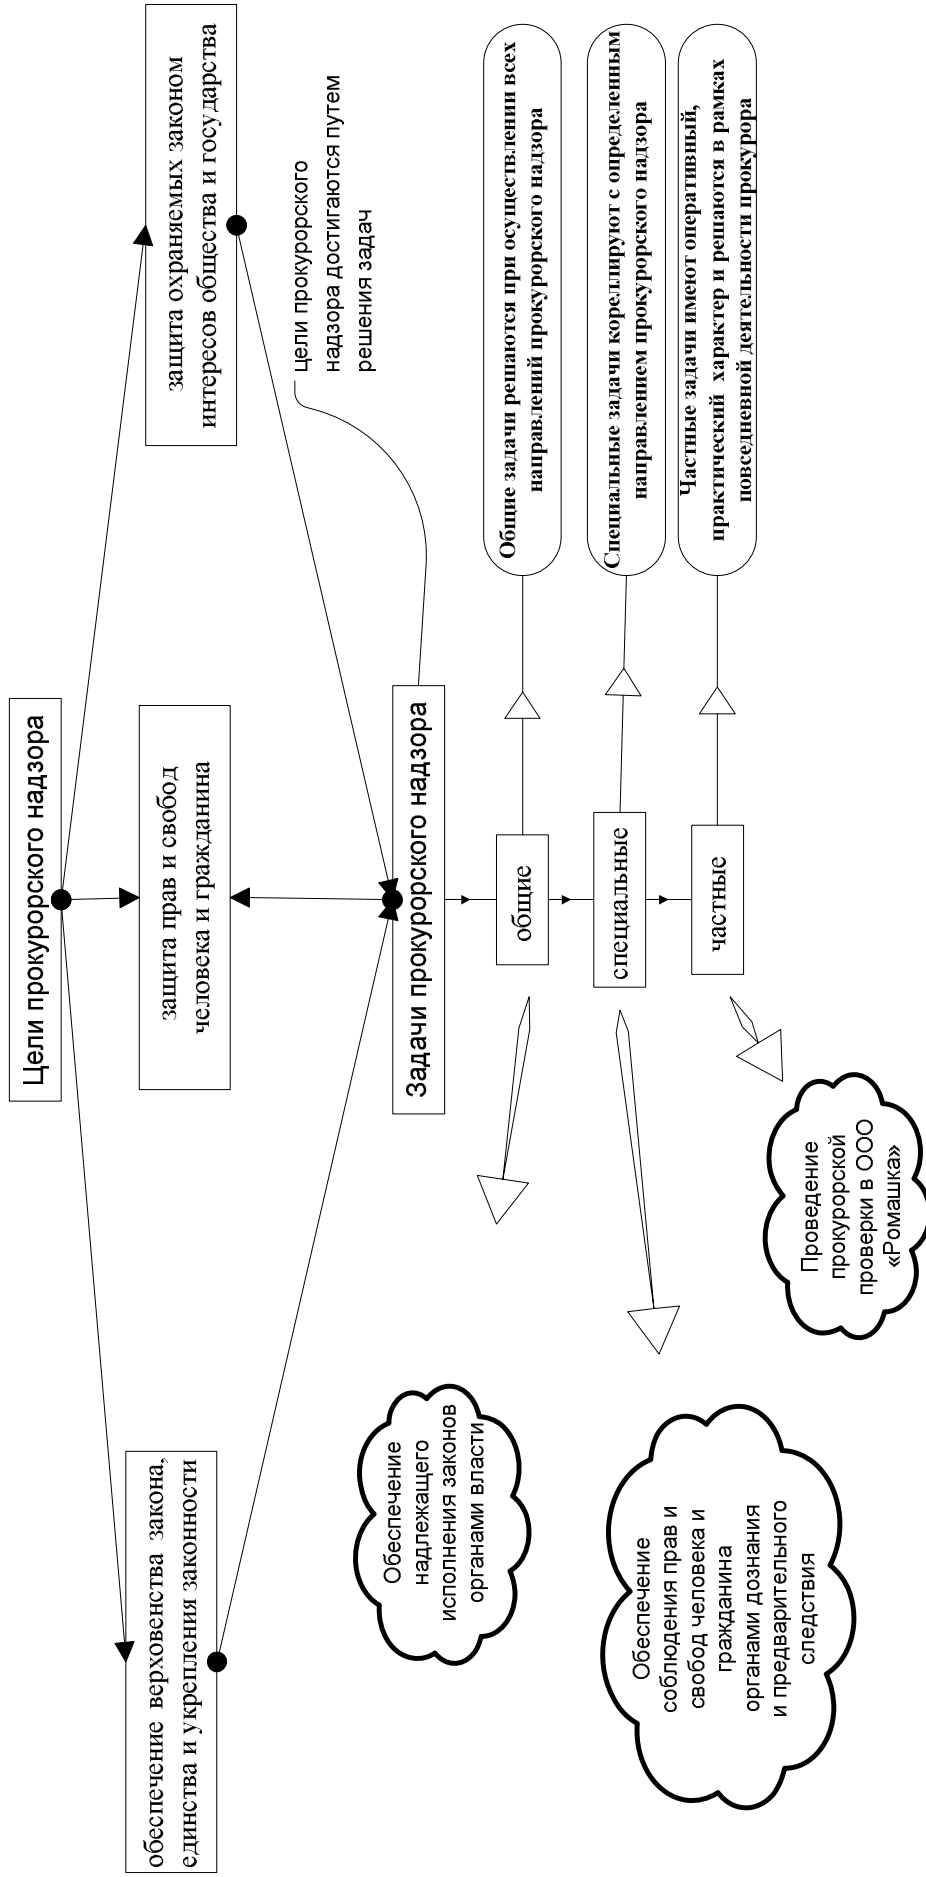 Цели прокурорского надзора
обеспечение верховенства закона,
единства и укрепления законности
защита прав и свобод
человека и гражданина
защита охраняемых законом
интересов общества и государства
цели прокурорского
надзора достигаются путем
решения задач
Задачи прокурорского надзора
общие
Общие задачи решаются при осуществлении всех
направлений прокурорского надзора
Обеспечение
надлежащего
исполнения законов
органами власти
специальные
Специальные задачи кореллируют с определенным
направлением прокурорского надзора
Обеспечение
соблюдения прав и
свобод человека и
гражданина
органами дознания
и предварительного
следствия
частные
Частные задачи имеют оперативный,
практический характер и решаются в рамках
повседневной деятельности прокурора
Проведение
прокурорской
проверки в ООО
«Ромашка»